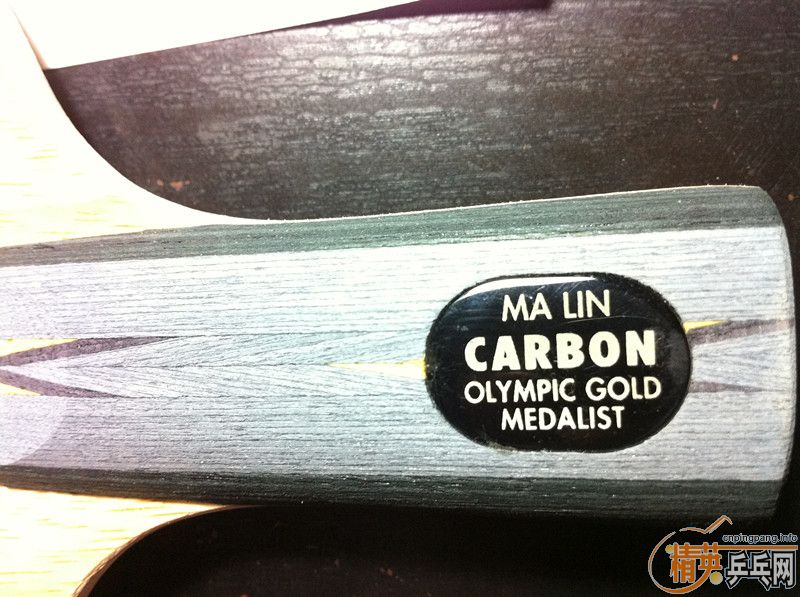 MA LIN
CARBON
OLYMPIC GOLD
MEDALIST
cnpingpang.info
精英乒乓网